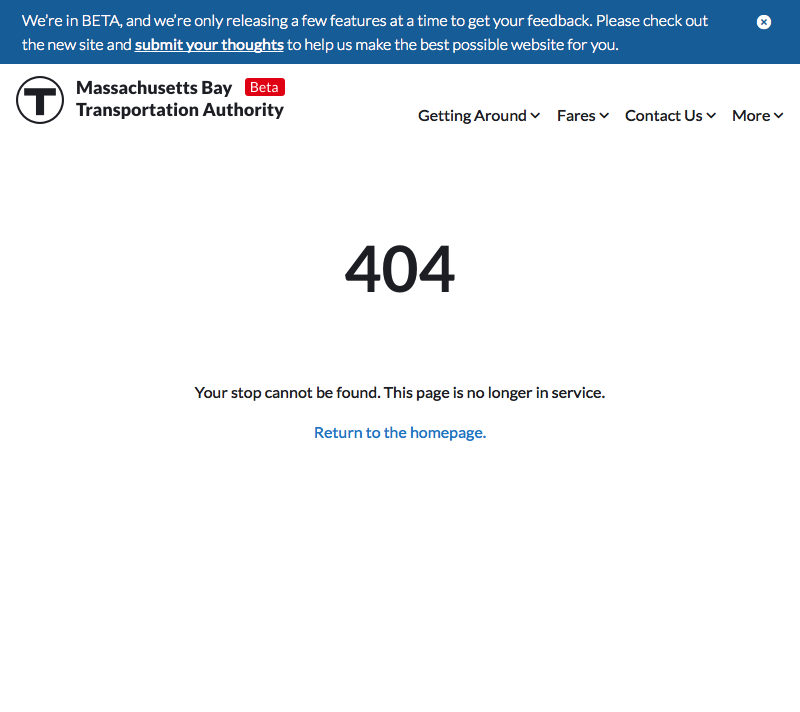 We're in BETA, and we're only releasing a few features at a time to get your feedback. Please check out
the new site and submit your thoughts to help us make the best possible website for you.
T
Massachusetts Bay Beta
Transportation Authority
Getting Around Fares Contact Us More
404
Your stop cannot be found. This page is no longer in service.
Return to the homepage.